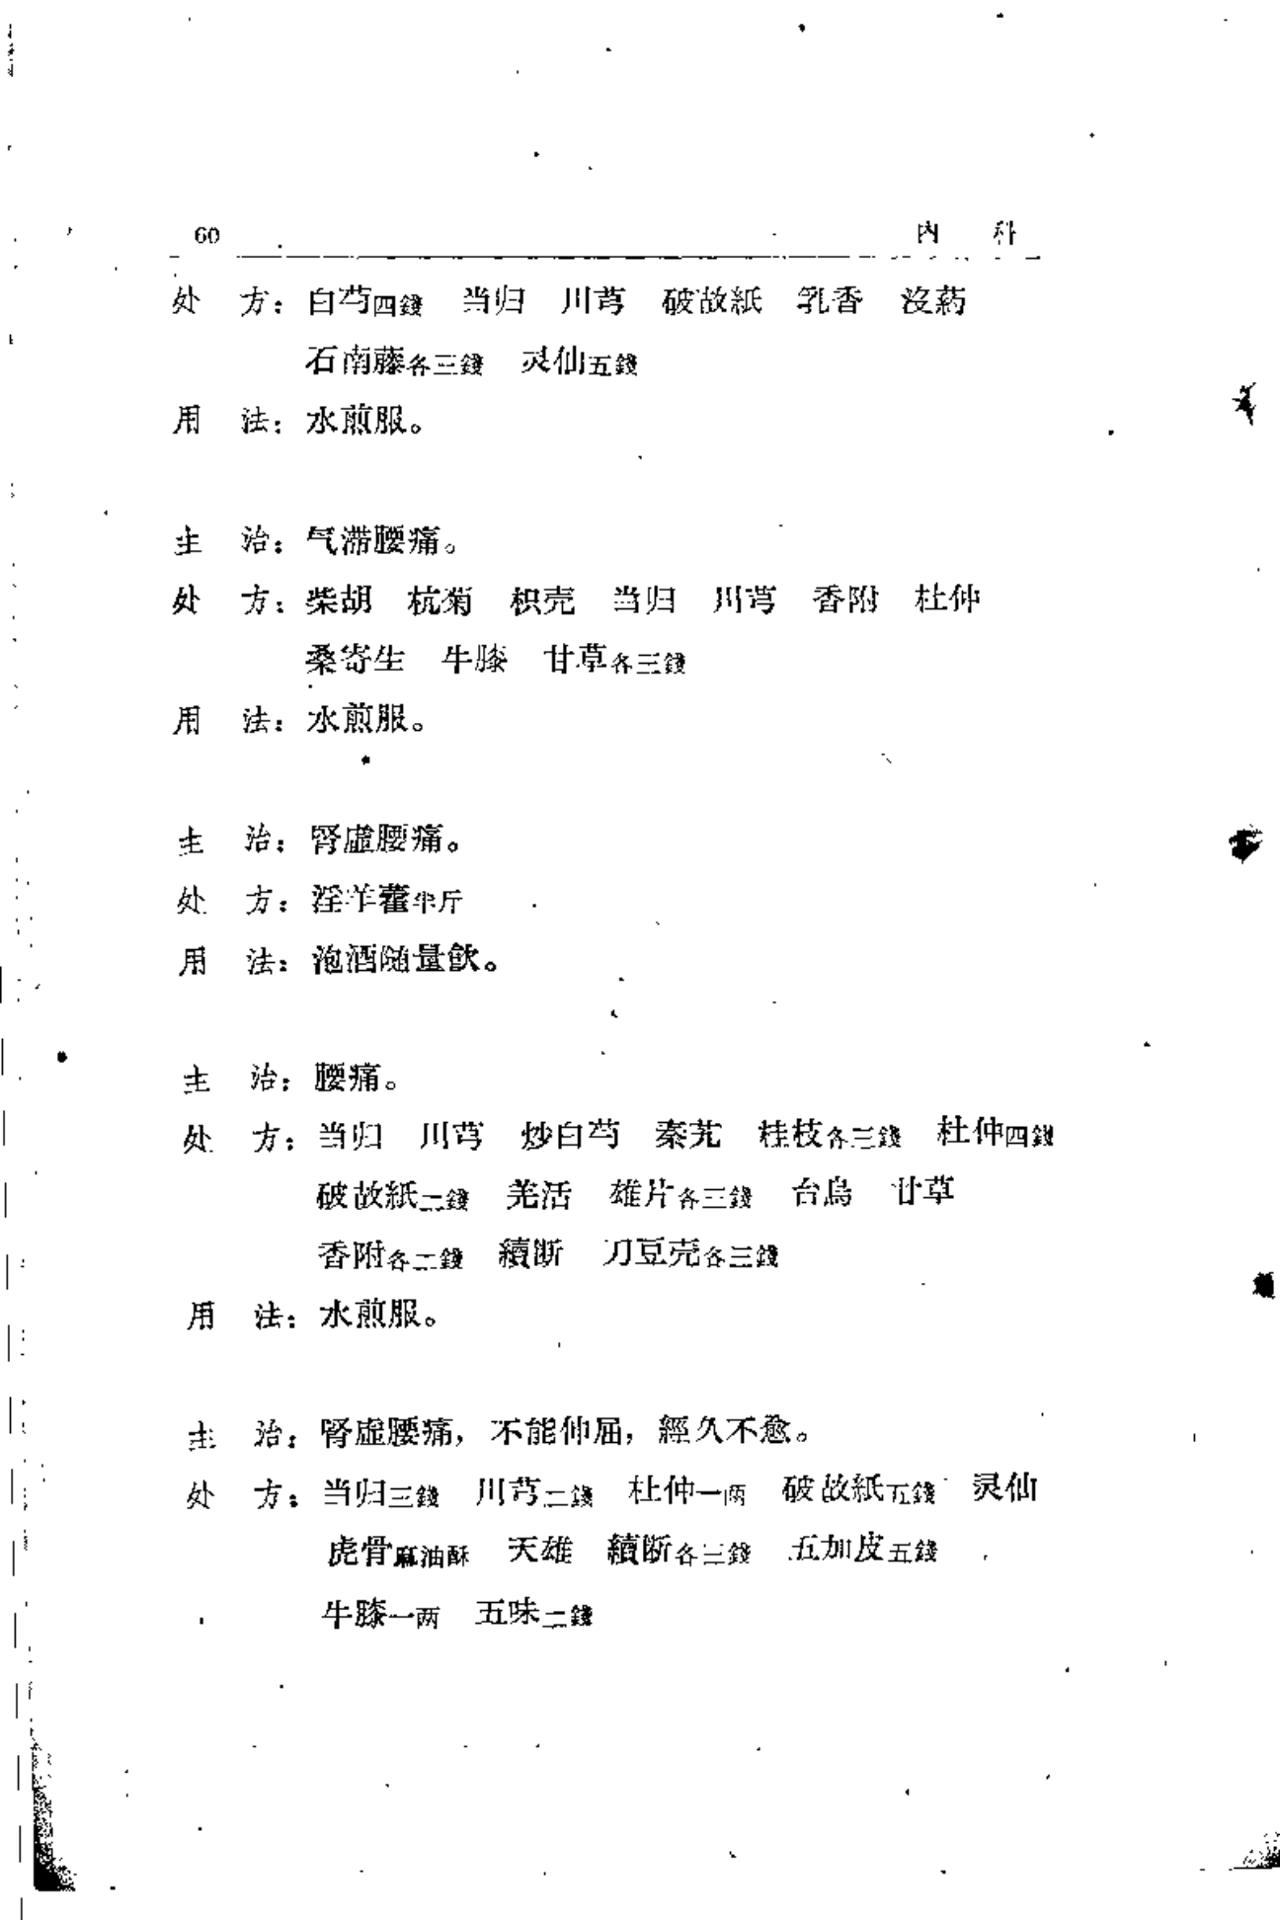 60 内 科
处 方：白芍四錢 当归 川芎 破故紙 乳香 沒葯
石南藤各三錢 灵仙五錢
用 法：水煎服。
主 治：气滞腰痛。
处 方：柴胡 杭菊 枳壳 当归 川芎 香附 杜仲
桑寄生 牛膝 甘草各三錢
用 法：水煎服。
主 治：腎虛腰痛。
处 方：淫羊藿半斤
用 法：泡酒随量飲。
主 治：腰痛。
处 方：当归 川芎 炒白芍 秦艽 桂枝各三錢 杜仲四錢
破故紙二錢 羌活 雄片各三錢 台烏 甘草
香附各二錢 續断 刀豆壳各三錢
用 法：水煎服。
主 治：腎虛腰痛，不能伸屈，經久不愈。
处 方：当归三錢 川芎二錢 杜仲一两 破故紙五錢 灵仙
虎骨麻油酥 天雄 續断各三錢 五加皮五錢
牛膝一两 五味二錢